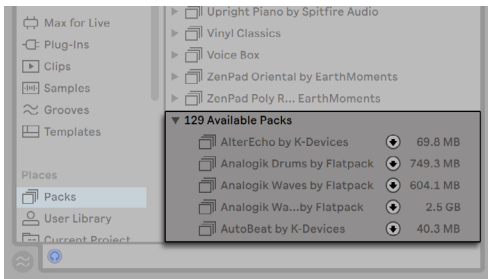 Max for Live
Plug-Ins
Clips
Samples
Grooves
Templates
Places
Packs
User Library
Current Project
Upright Piano by Spitfire Audio
Vinyl Classics
Voice Box
ZenPad Oriental by EarthMoments
ZenPad Poly R... EarthMoments
129 Available Packs
AlterEcho by K-Devices 69.8 MB
Analogik Drums by Flatpack 749.3 MB
Analogik Waves by Flatpack 604.1 MB
Analogik Wa...by Flatpack 2.5 GB
AutoBeat by K-Devices 40.3 MB